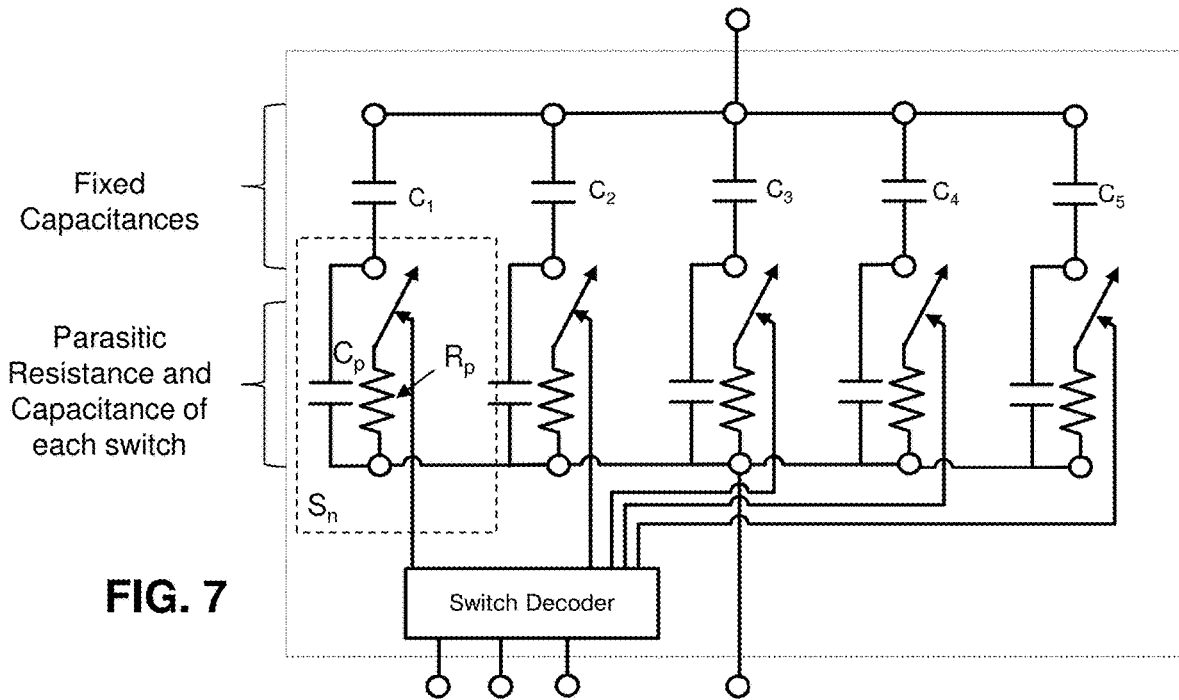 Fixed
Capacitances
C1
C2
C3
C4
C5
Parasitic
Resistance and
Capacitance of
each switch
Cp
Rp
Sn
FIG. 7
Switch Decoder